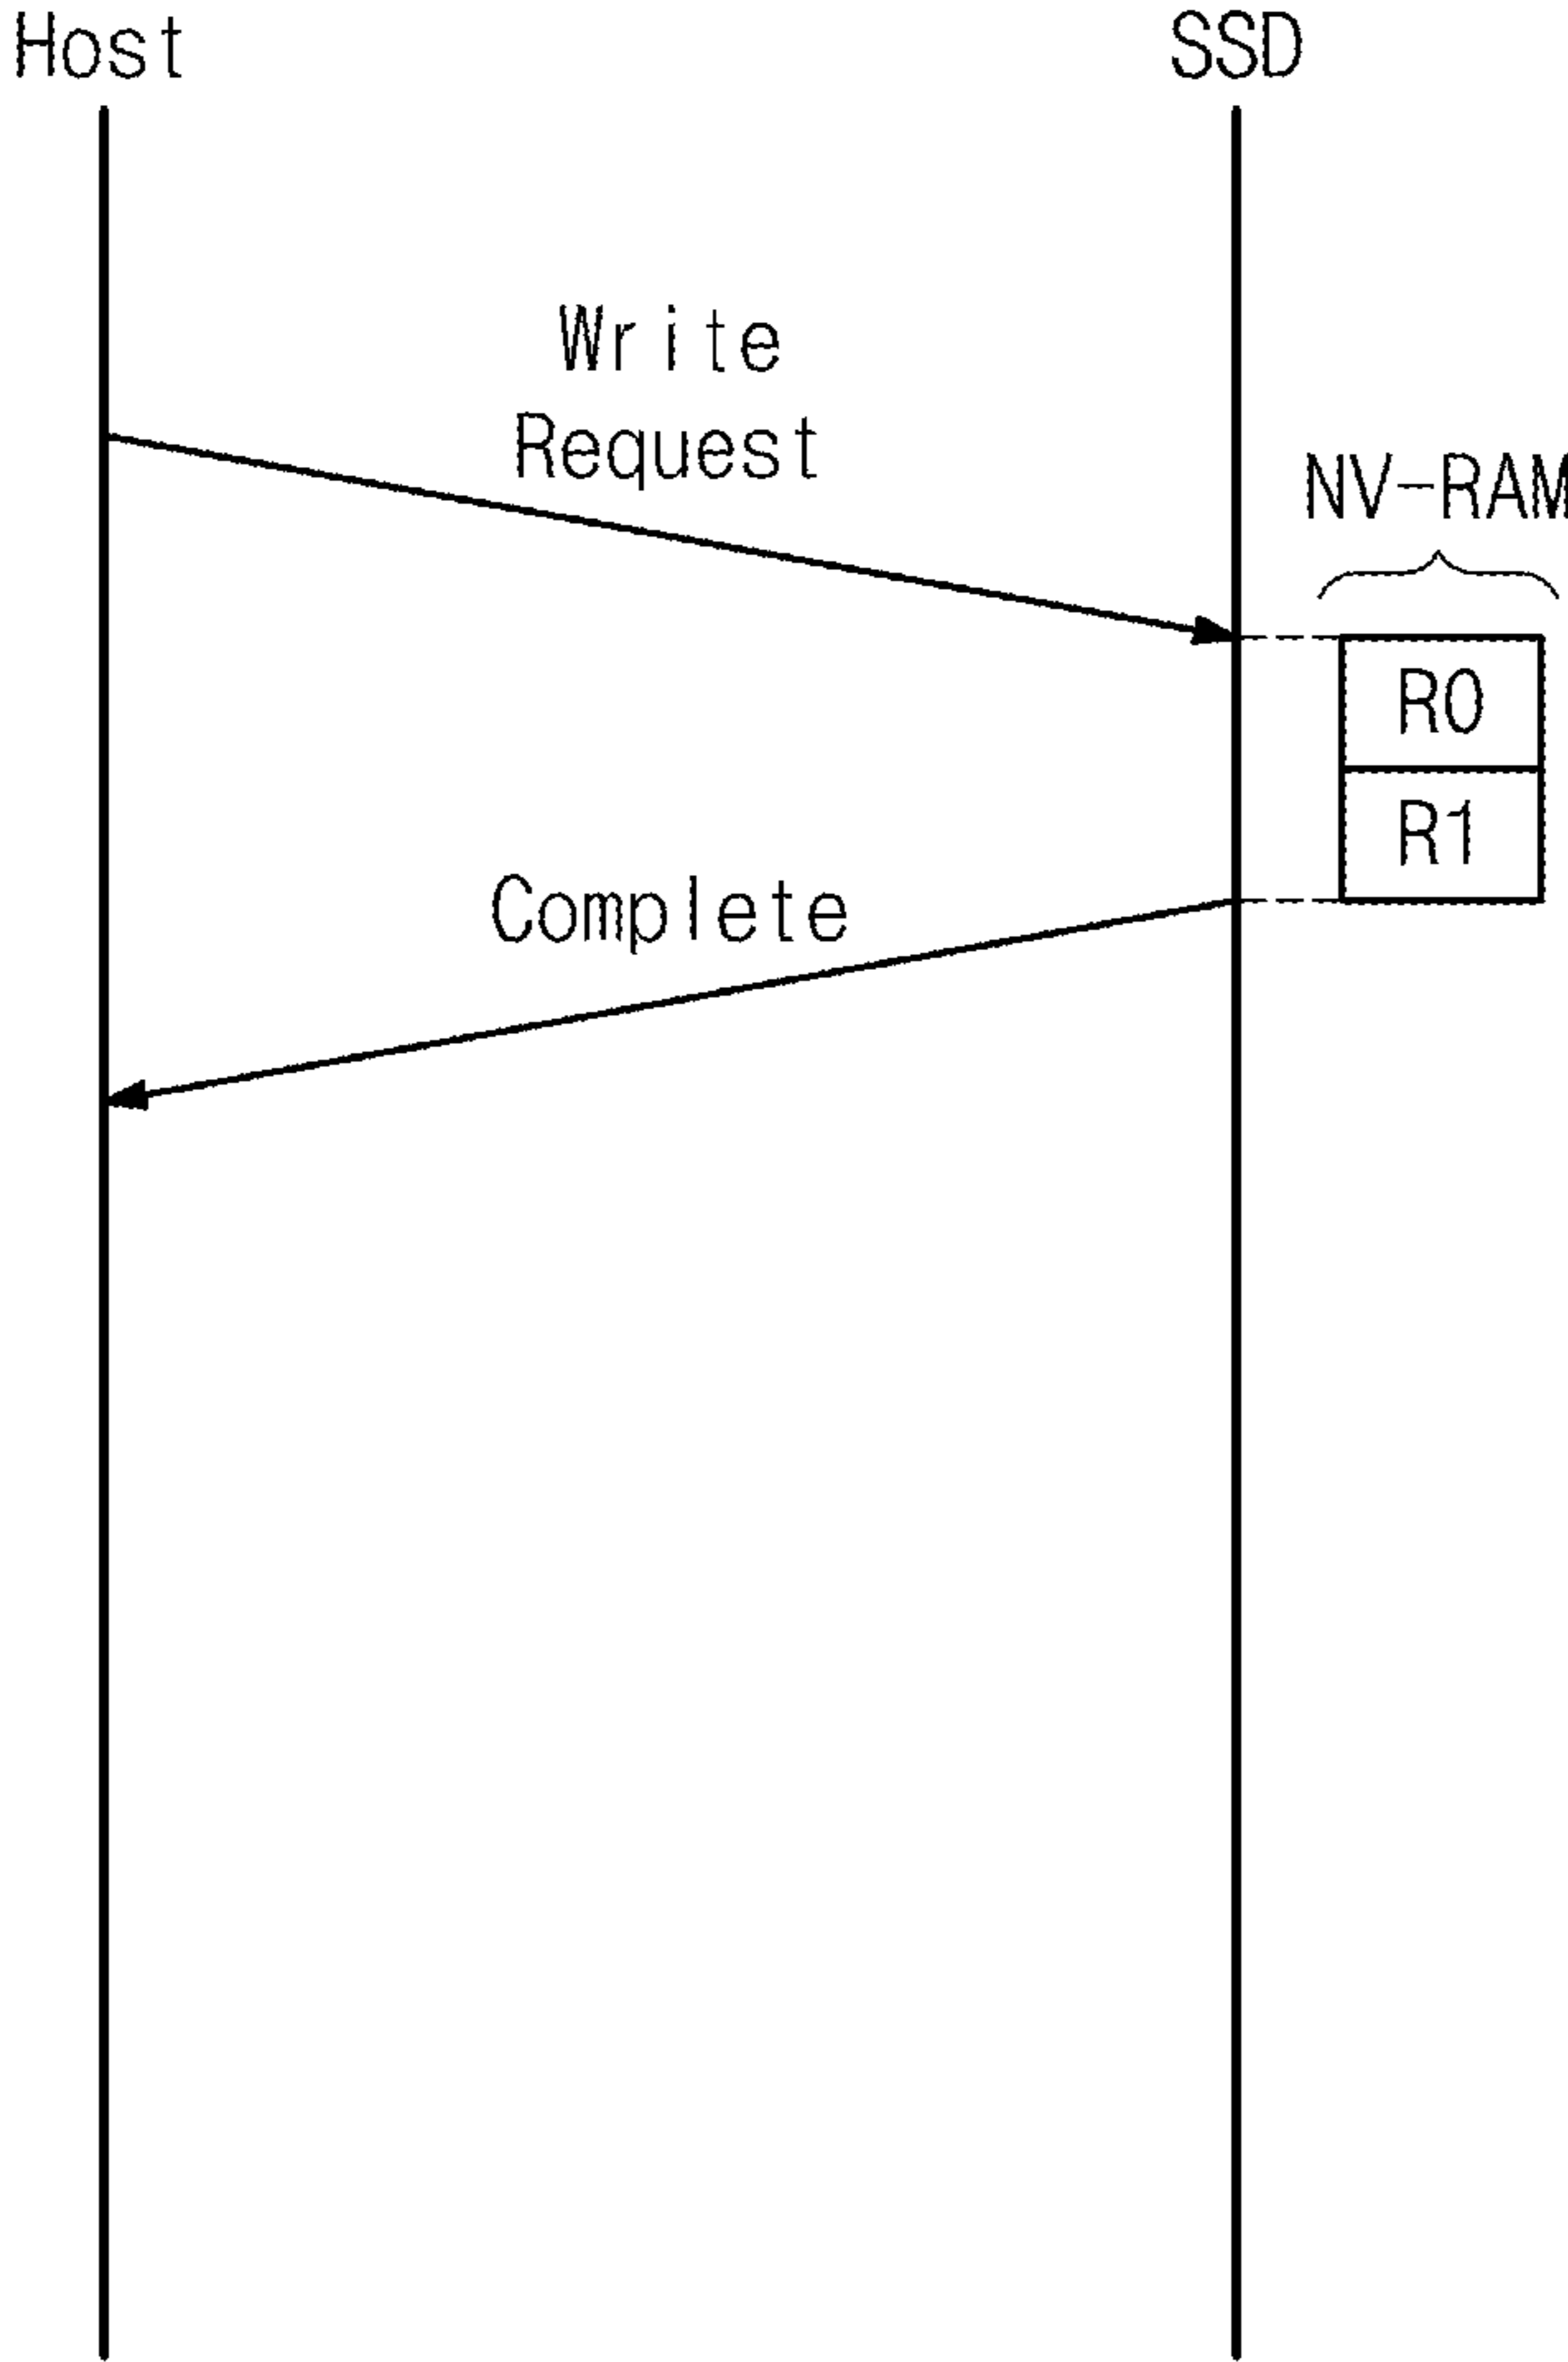 Host
SSD
Write
Request
NV-RAM
R0
R1
Complete